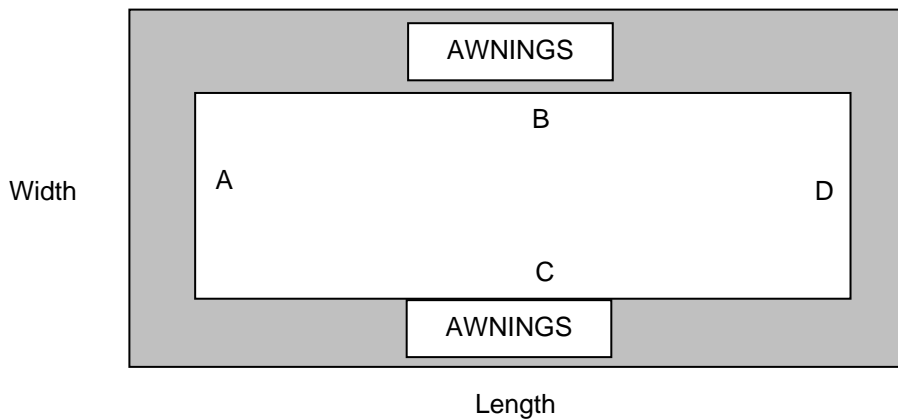 AWNINGS
B
A
Width
D
C
AWNINGS
Length